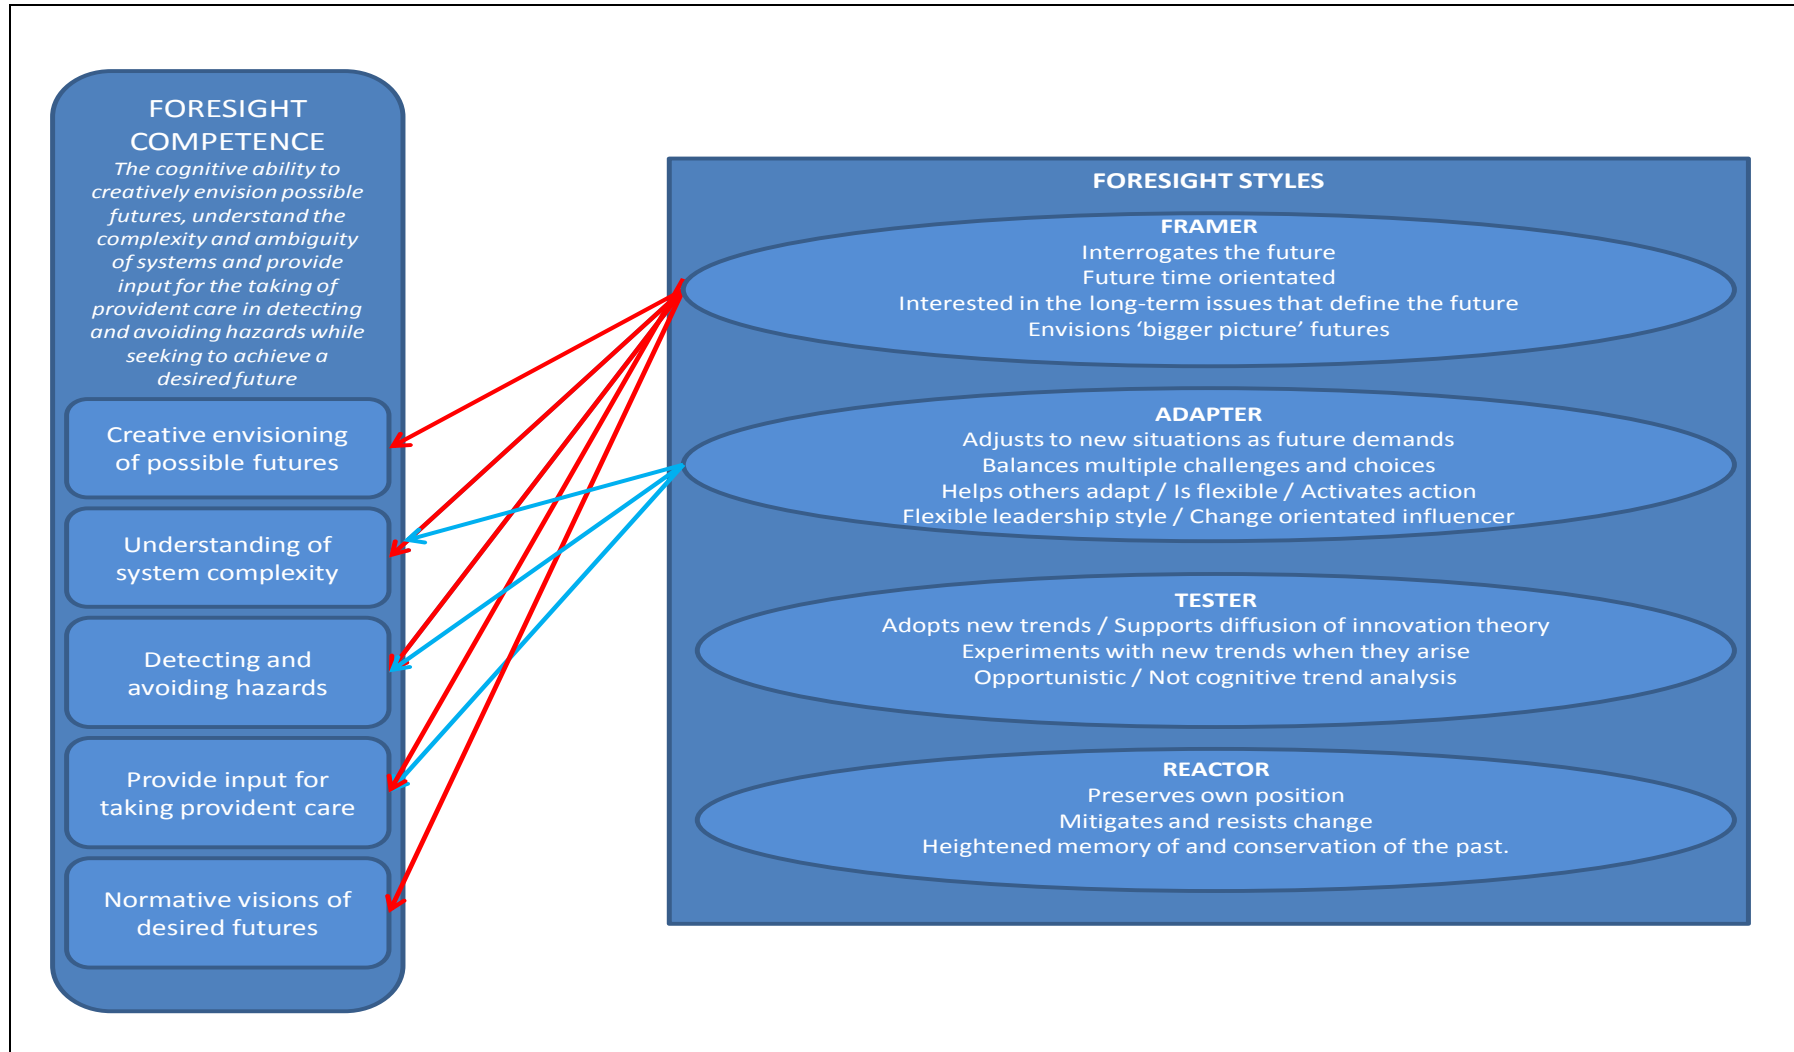 FORESIGHT
COMPETENCE
The cognitive ability to
creatively envision possible
futures, understand the
complexity and ambiguity
of systems and provide
input for the taking of
provident care in detecting
and avoiding hazards while
seeking to achieve a
desired future
Creative envisioning
of possible futures
Understanding of
system complexity
Detecting and
avoiding hazards
Provide input for
taking provident care
Normative visions of
desired futures
FORESIGHT STYLES
FRAMER
Interrogates the future
Future time orientated
Interested in the long-term issues that define the future
Envisions ‘bigger picture’ futures
ADAPTER
Adjusts to new situations as future demands
Balances multiple challenges and choices
Helps others adapt / Is flexible / Activates action
Flexible leadership style / Change orientated influencer
TESTER
Adopts new trends / Supports diffusion of innovation theory
Experiments with new trends when they arise
Opportunistic / Not cognitive trend analysis
REACTOR
Preserves own position
Mitigates and resists change
Heightened memory of and conservation of the past.